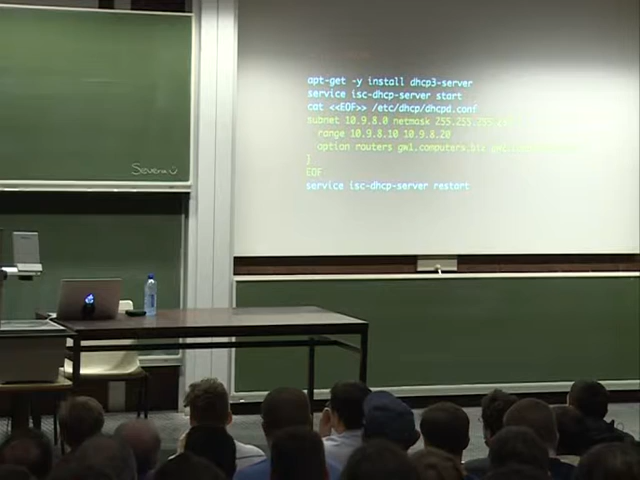 apt-get -y install dhcp3-server
service isc-dhcp-server start
cat <<EOF>> /etc/dhcp/dhcpd.conf
subnet 10.9.8.0 netmask
range 10.9.8.10 10.9.8.20
option routers
}
EOF
service isc-dhcp-server restart